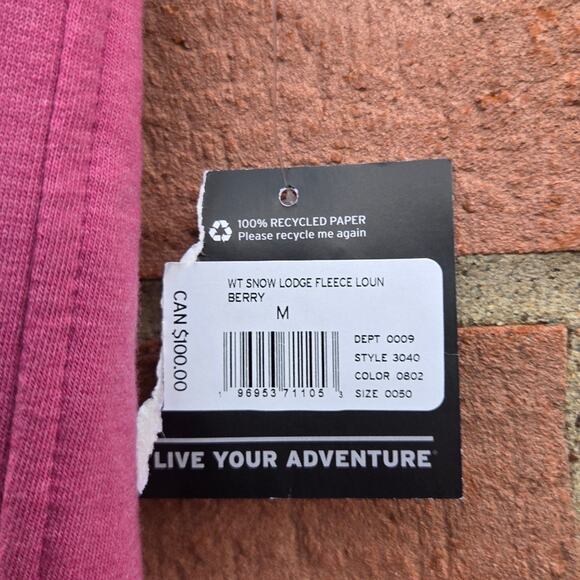 100% RECYCLED PAPER
Please recycle me again
WT SNOW LODGE FLEECE LOUN
BERRY
M
CAN $100.00
DEPT 0009
STYLE 3040
COLOR 0802
SIZE 0050
1 96953 71105 3
LIVE YOUR ADVENTURE